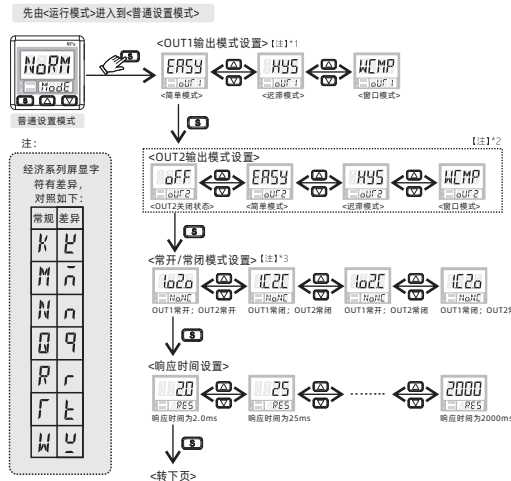 先由<运行模式>进入到<普通设置模式>
MPa
NoRM
ModE
S
普通设置模式
S
<OUT1输出模式设置>【注】*1
EASY
oUT1
<简单模式>
HYS
oUT1
<迟滞模式>
WCMP
oUT1
<窗口模式>
S
【注】*2
<OUT2输出模式设置>
oFF
oUT2
<OUT2关闭状态>
EASY
oUT2
<简单模式>
HYS
oUT2
<迟滞模式>
WCMP
oUT2
<窗口模式>
S
<常开/常闭模式设置>【注】*3
1o2o
NoNC
OUT1常开；OUT2常开
1C2C
NoNC
OUT1常闭；OUT2常闭
1o2C
NoNC
OUT1常开；OUT2常闭
1C2o
NoNC
OUT1常闭；OUT2常
S
<响应时间设置>
2.0
RES
响应时间为2.0ms
25
RES
响应时间为25ms
……
2000
RES
响应时间为2000ms
S
<转下页>
注：
经济系列屏显字
符有差异，
对照如下：
常规 差异
K
M
N n
Q q
R r
T t
W